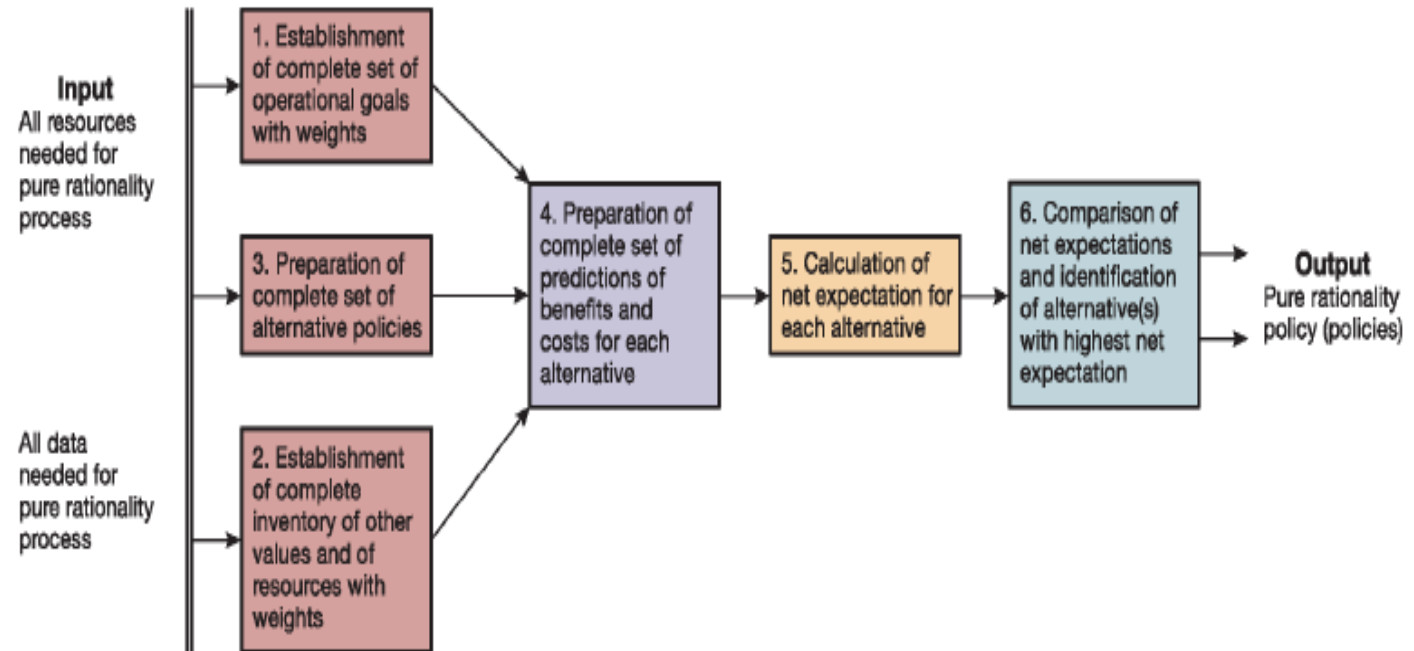 Input
All resources
needed for
pure rationality
process
All data
needed for
pure rationality
process
1. Establishment
of complete set of
operational goals
with weights
3. Preparation of
complete set of
alternative policies
2. Establishment
of complete
inventory of other
values and of
resources with
weights
4. Preparation of
complete set of
predictions of
benefits and
costs for each
alternative
5. Calculation of
net expectation for
each alternative
6. Comparison of
net expectations
and identification
of alternative(s)
with highest net
expectation
Output
Pure rationality
policy (policies)